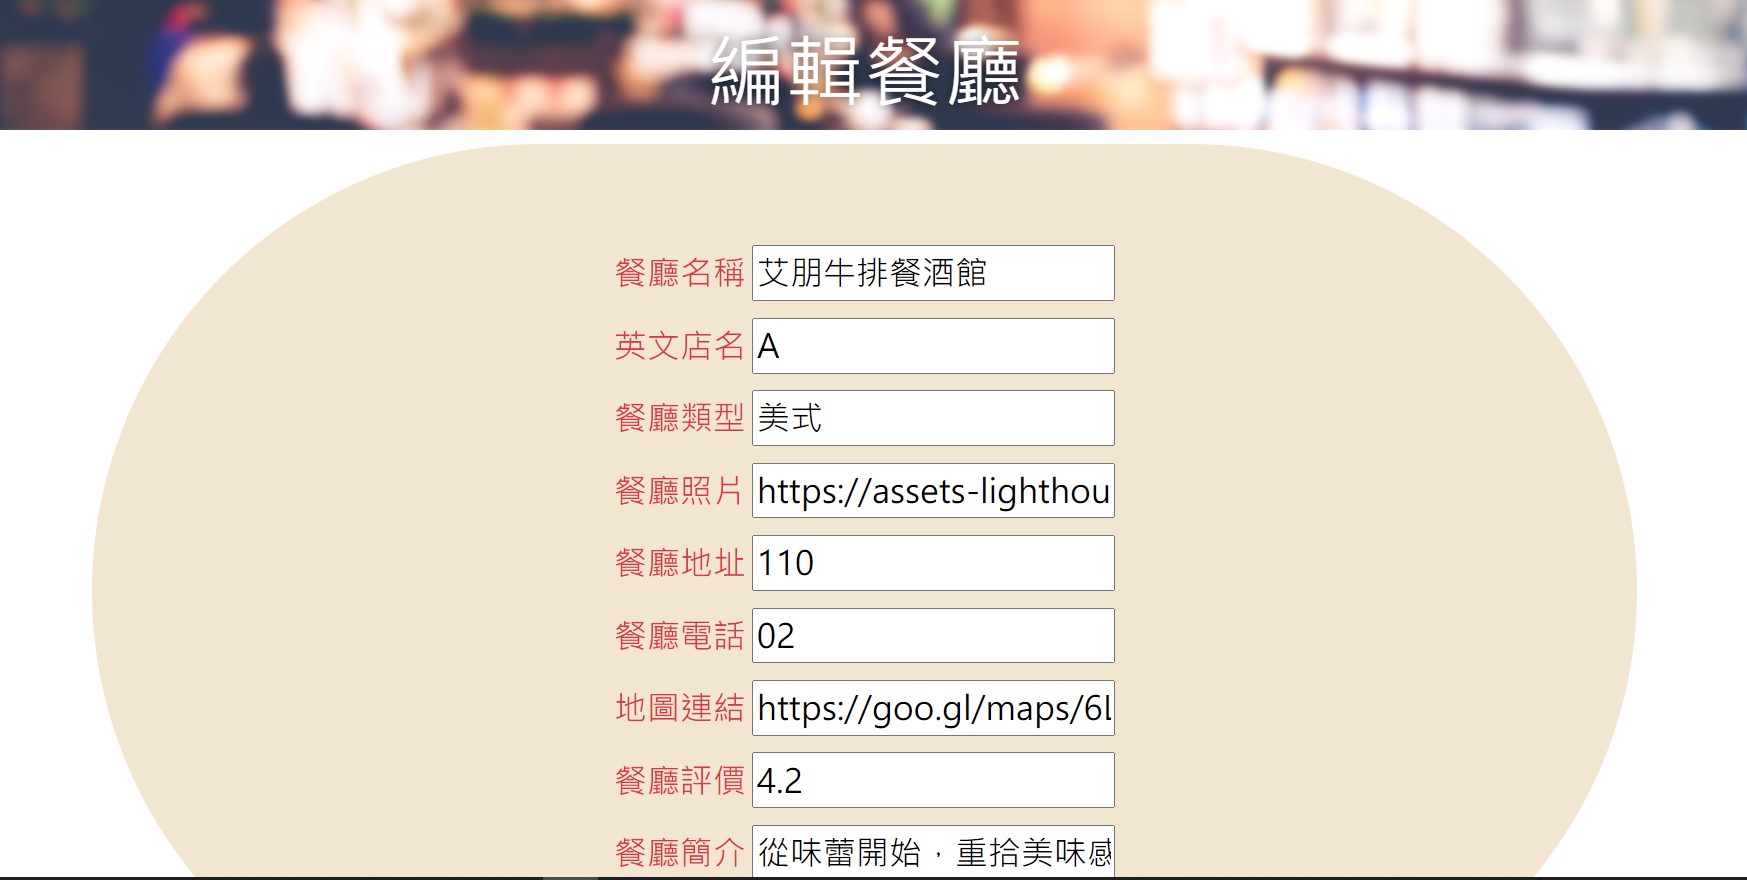 編輯餐廳
餐廳名稱 艾朋牛排餐酒館
英文店名 A
餐廳類型 美式
餐廳照片 https://assets-lighthou
餐廳地址 110
餐廳電話 02
地圖連結 https://goo.gl/maps/6L
餐廳評價 4.2
餐廳簡介 從味蕾開始，重拾美味感